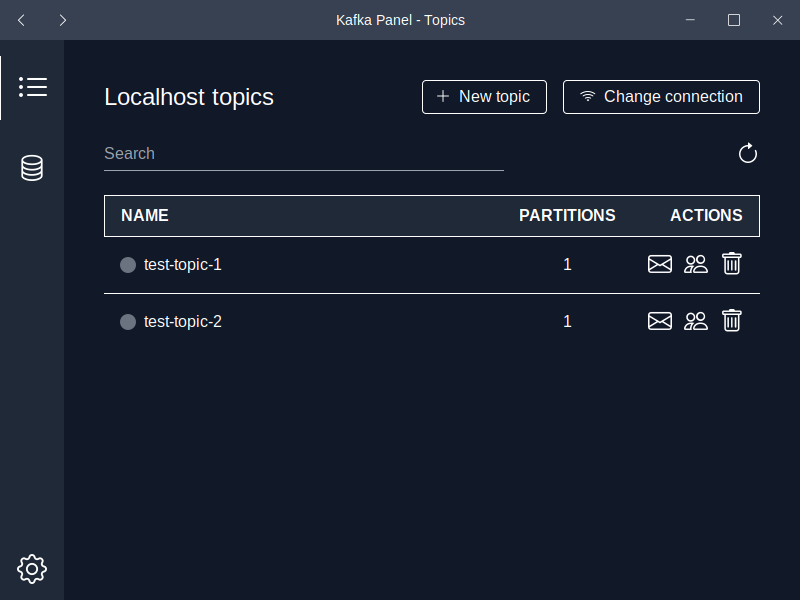 Kafka Panel - Topics
Localhost topics
New topic
Change connection
Search
NAME PARTITIONS ACTIONS
test-topic-1 1
test-topic-2 1